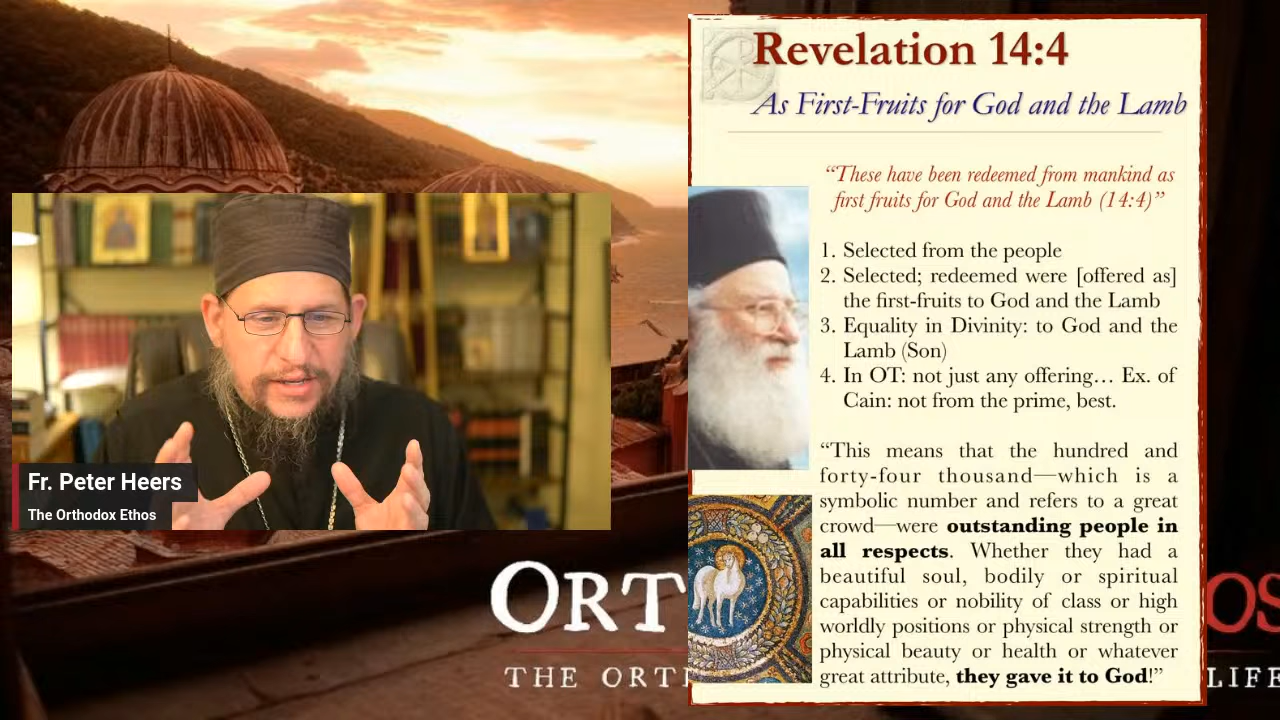 Revelation 14:4
As First-Fruits for God and the Lamb
“These have been redeemed from mankind as
first fruits for God and the Lamb (14:4)”
1. Selected from the people
2. Selected; redeemed were [offered as]
the first-fruits to God and the Lamb
3. Equality in Divinity: to God and the
Lamb (Son)
4. In OT: not just any offering… Ex. of
Cain: not from the prime, best.
“This means that the hundred and
forty-four thousand—which is a
symbolic number and refers to a great
crowd—were outstanding people in
all respects. Whether they had a
beautiful soul, bodily or spiritual
capabilities or nobility of class or high
worldly positions or physical strength or
physical beauty or health or whatever
great attribute, they gave it to God!”
Fr. Peter Heers
The Orthodox Ethos
ORT OS
THE ORT LIFE